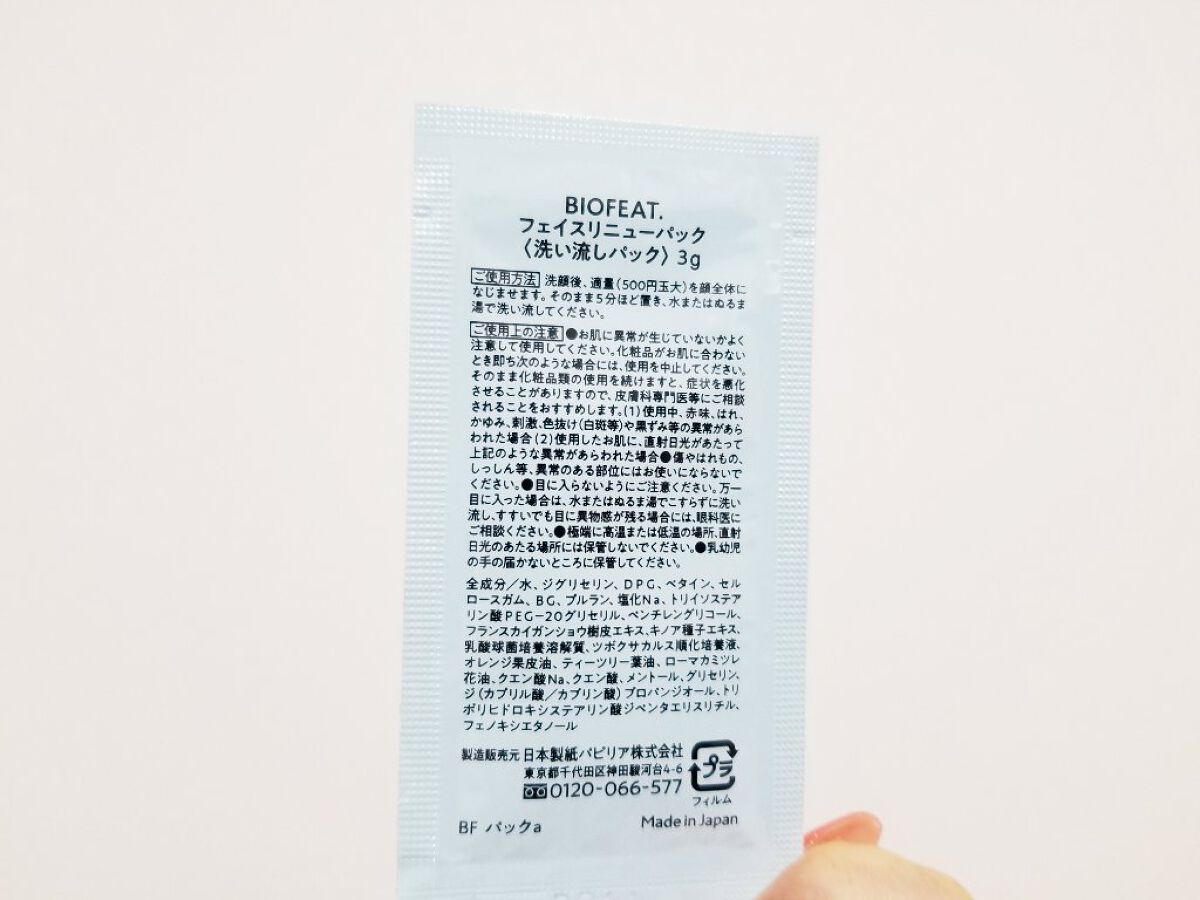 BIOFEAT.
フェイスリニューパック
〈洗い流しパック〉3g
ご使用方法 洗顔後、適量(500円玉大)を顔全体に
なじませます。そのまま5分ほど置き、水またはぬるま
湯で洗い流してください。
ご使用上の注意 ●お肌に異常が生じていないかよく
注意して使用してください。化粧品がお肌に合わない
とき即ち次のような場合には、使用を中止してください。
そのまま化粧品類の使用を続けますと、症状を悪化
させることがありますので、皮膚科専門医等にご相談
されることをおすすめします。(1)使用中、赤味、はれ、
かゆみ、刺激、色抜け(白斑等)や黒ずみ等の異常があら
われた場合(2)使用したお肌に、直射日光があたって
上記のような異常があらわれた場合●傷やはれもの、
しっしん等、異常のある部位にはお使いにならないで
ください。●目に入らないようにご注意ください。万一
目に入った場合は、水またはぬるま湯でこすらずに洗い
流し、すすいでも目に異物感が残る場合には、眼科医に
ご相談ください。●極端に高温または低温の場所、直射
日光のあたる場所には保管しないでください。●乳幼児
の手の届かないところに保管してください。
全成分/水、ジグリセリン、DPG、ベタイン、セル
ロースガム、BG、プルラン、塩化Na、トリイソステア
リン酸PEG-20グリセリル、ペンチレングリコール、
フランスカイガンショウ樹皮エキス、キノア種子エキス、
乳酸球菌培養溶解質、ツボクサカルス順化培養液、
オレンジ果皮油、ティーツリー葉油、ローマカミツレ
花油、クエン酸Na、クエン酸、メントール、グリセリン、
ジ(カプリル酸/カプリン酸)プロパンジオール、トリ
ポリヒドロキシステアリン酸ジペンタエリスリチル、
フェノキシエタノール
製造販売元 日本製紙パピリア株式会社
東京都千代田区神田駿河台4-6
0120-066-577
プラ
フィルム
BF パックa
Made in Japan